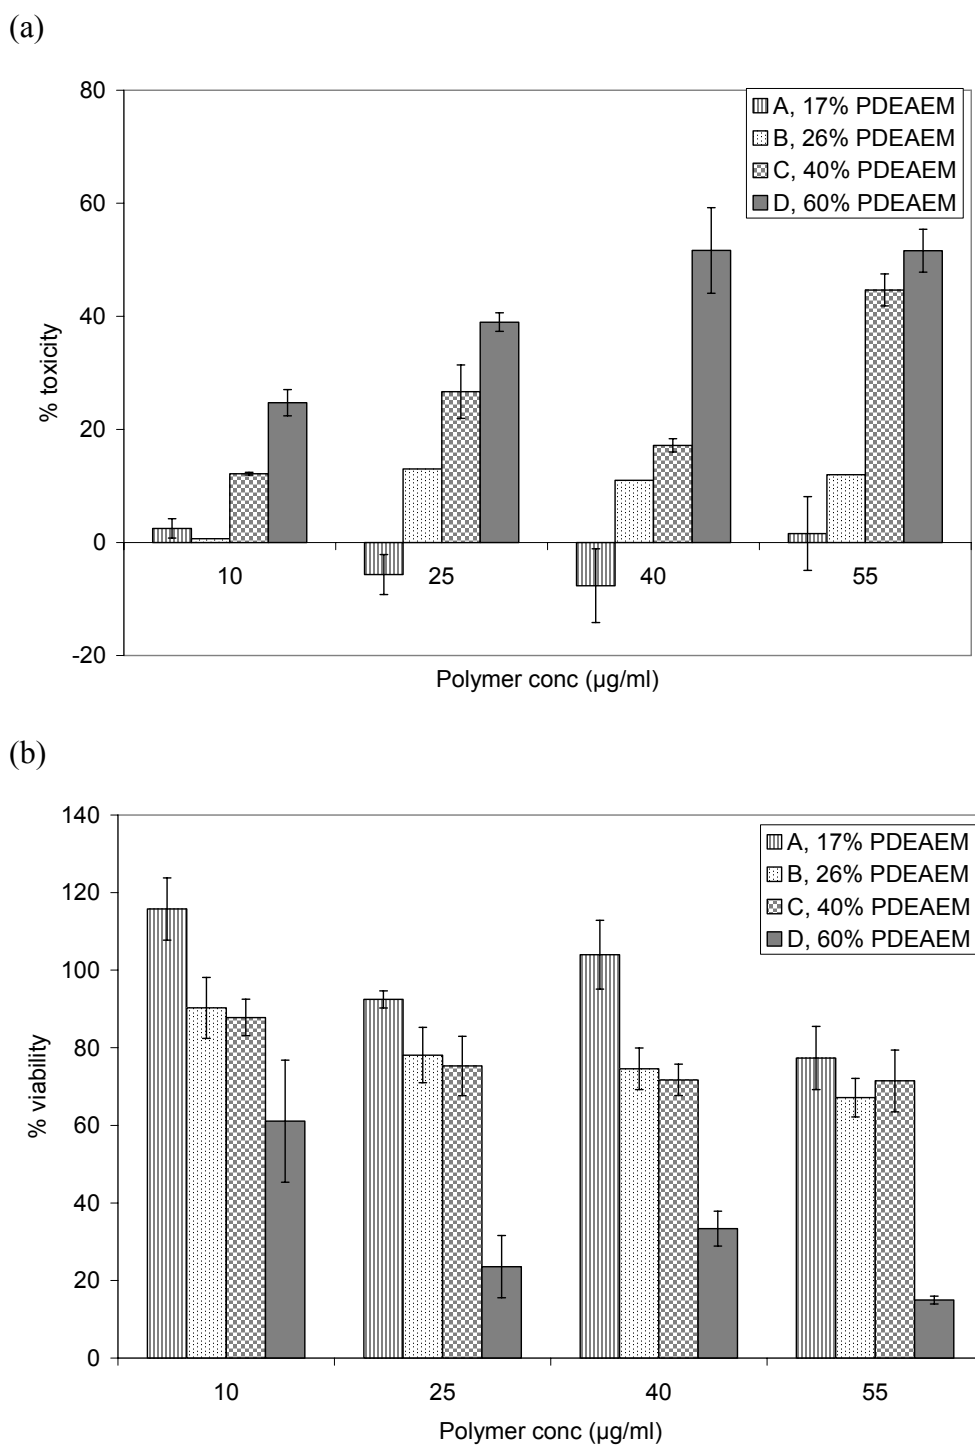 (a)
80
60
40
20
0
-20
% toxicity
A, 17% PDEAEM
B, 26% PDEAEM
C, 40% PDEAEM
D, 60% PDEAEM
10 25 40 55
Polymer conc (µg/ml)
(b)
140
120
100
80
60
40
20
0
% viability
A, 17% PDEAEM
B, 26% PDEAEM
C, 40% PDEAEM
D, 60% PDEAEM
10 25 40 55
Polymer conc (µg/ml)